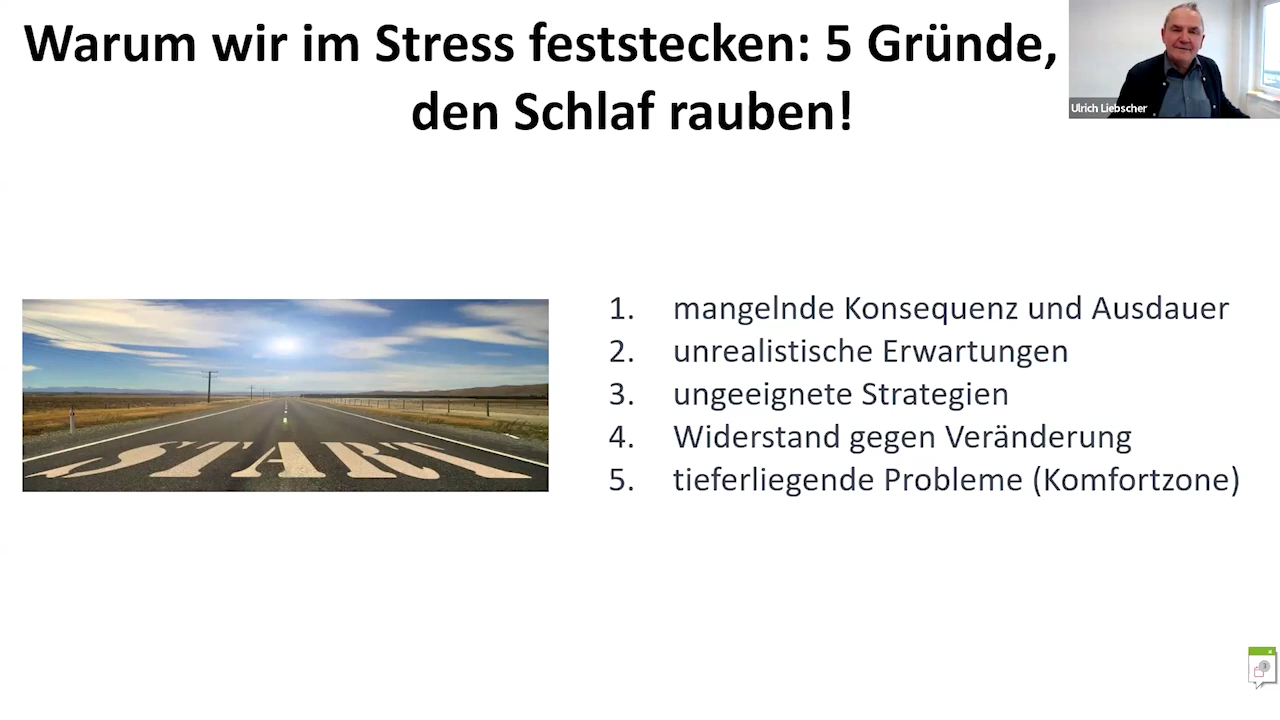 Warum wir im Stress feststecken: 5 Gründe,
den Schlaf rauben!
Ulrich Liebscher
START
1. mangelnde Konsequenz und Ausdauer
2. unrealistische Erwartungen
3. ungeeignete Strategien
4. Widerstand gegen Veränderung
5. tieferliegende Probleme (Komfortzone)